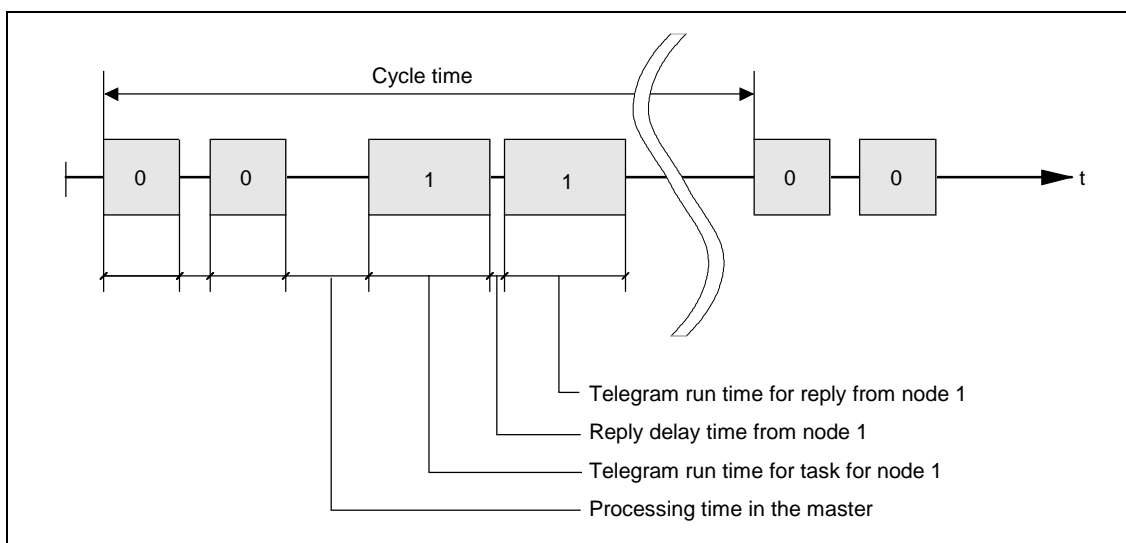 Cycle time
0 0 1 1 0 0 t
Telegram run time for reply from node 1
Reply delay time from node 1
Telegram run time for task for node 1
Processing time in the master